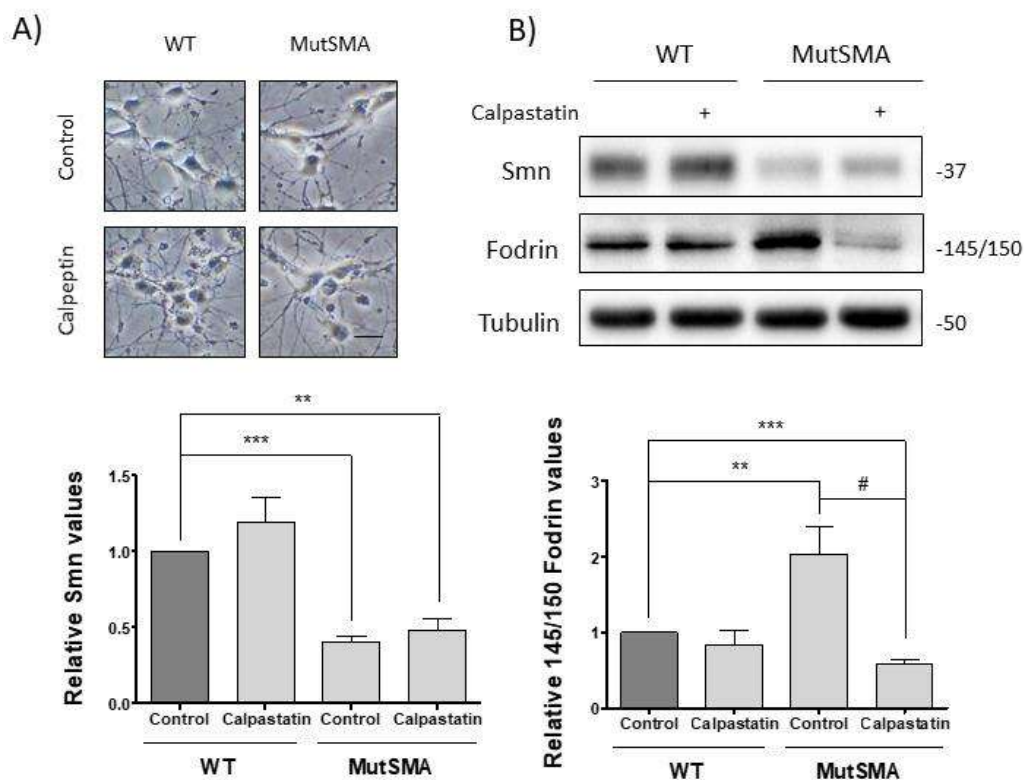 A)
WT MutSMA
Control
Calpeptin
B)
WT MutSMA
Calpastatin + +
Smn -37
Fodrin -145/150
Tubulin -50
Relative Smn values
1.5
1.0
0.5
0.0
**
***
Control Calpastatin Control Calpastatin
WT MutSMA
Relative 145/150 Fodrin values
3
2
1
0
***
**
#
Control Calpastatin Control Calpastatin
WT MutSMA